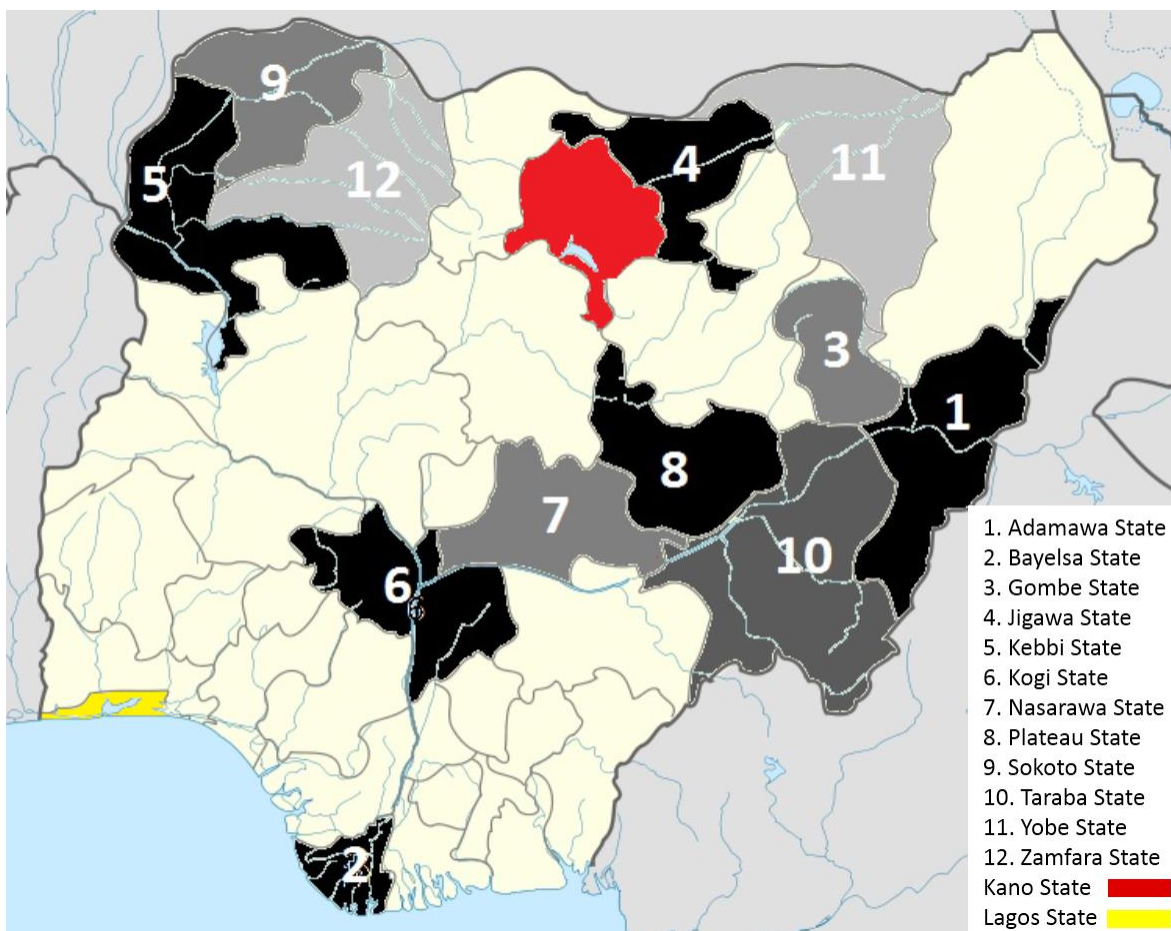 9
4
11
12
5
3
1
8
7
10
6
2
1. Adamawa State
2. Bayelsa State
3. Gombe State
4. Jigawa State
5. Kebbi State
6. Kogi State
7. Nasarawa State
8. Plateau State
9. Sokoto State
10. Taraba State
11. Yobe State
12. Zamfara State
Kano State
Lagos State